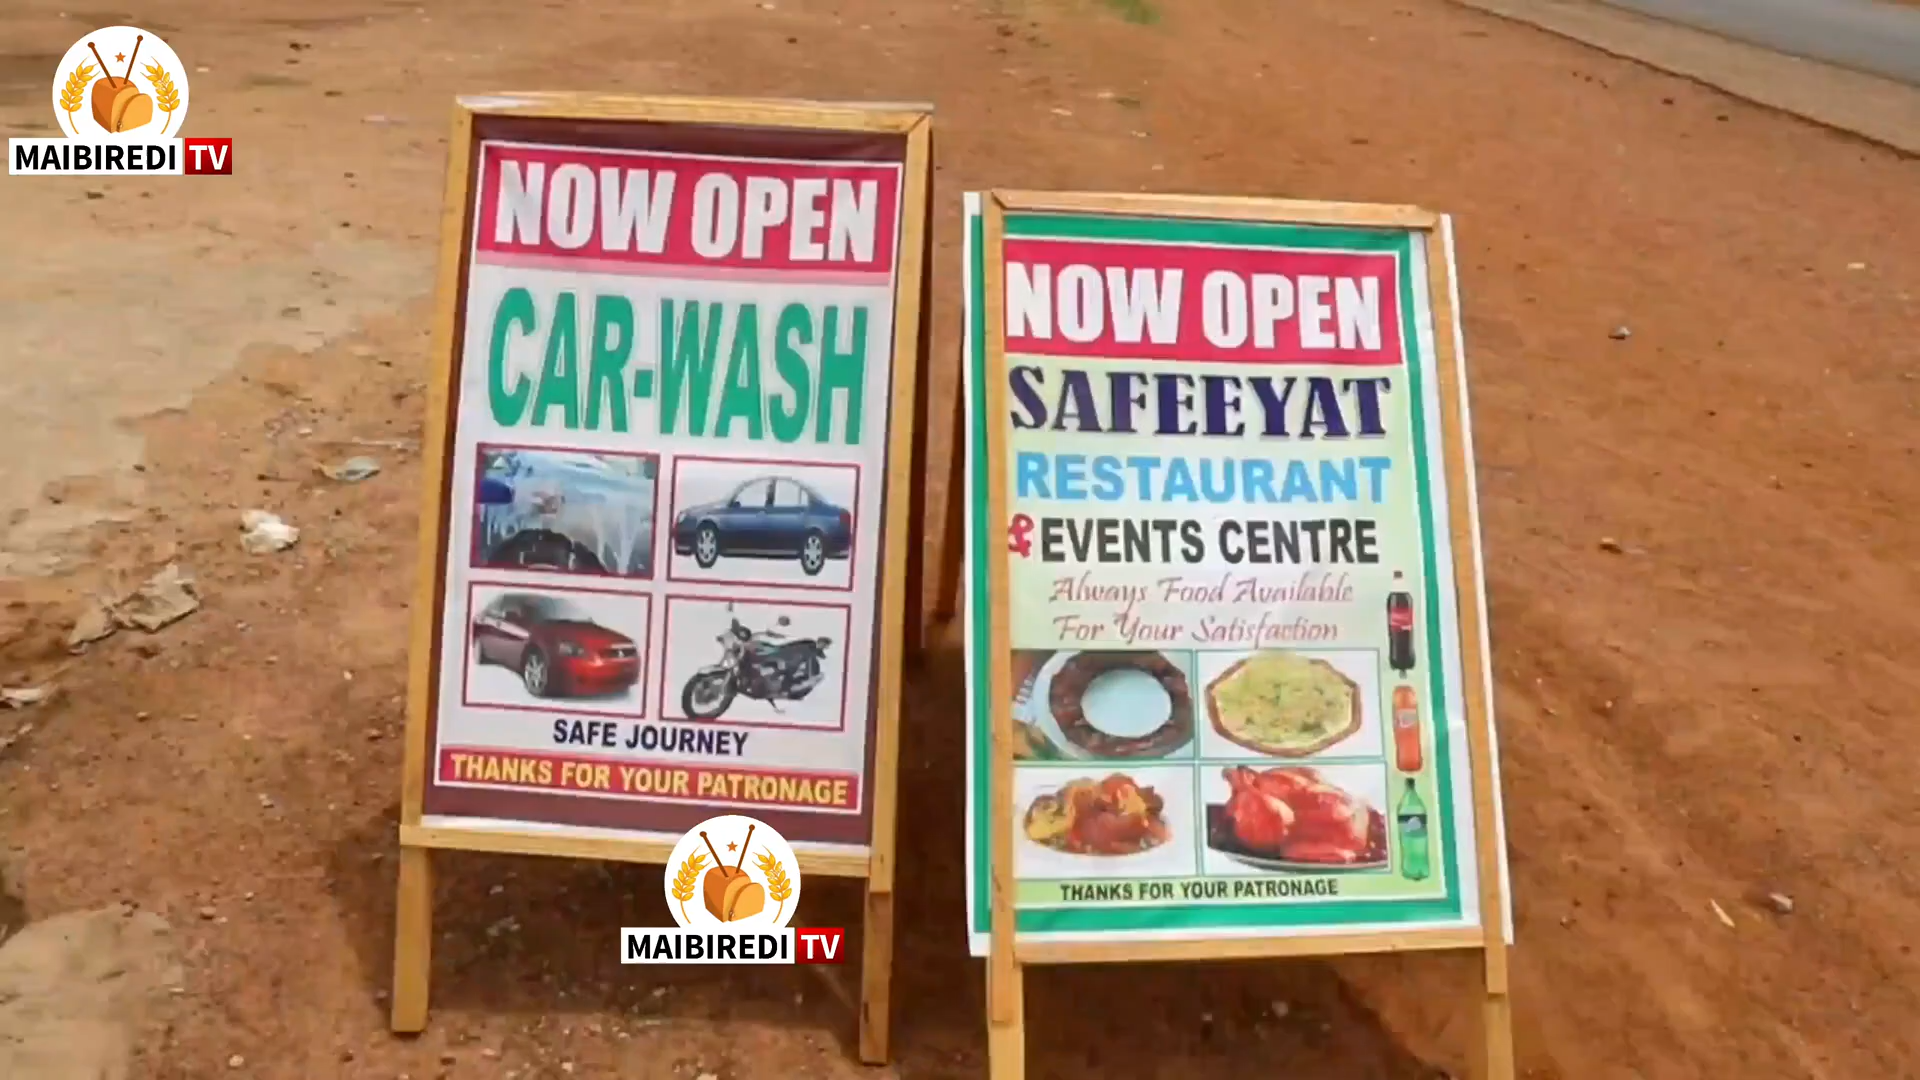 MAIBIREDI TV
NOW OPEN
CAR-WASH
SAFE JOURNEY
THANKS FOR YOUR PATRONAGE
NOW OPEN
SAFEEYAT
RESTAURANT
& EVENTS CENTRE
Always Food Available
For Your Satisfaction
THANKS FOR YOUR PATRONAGE
MAIBIREDI TV